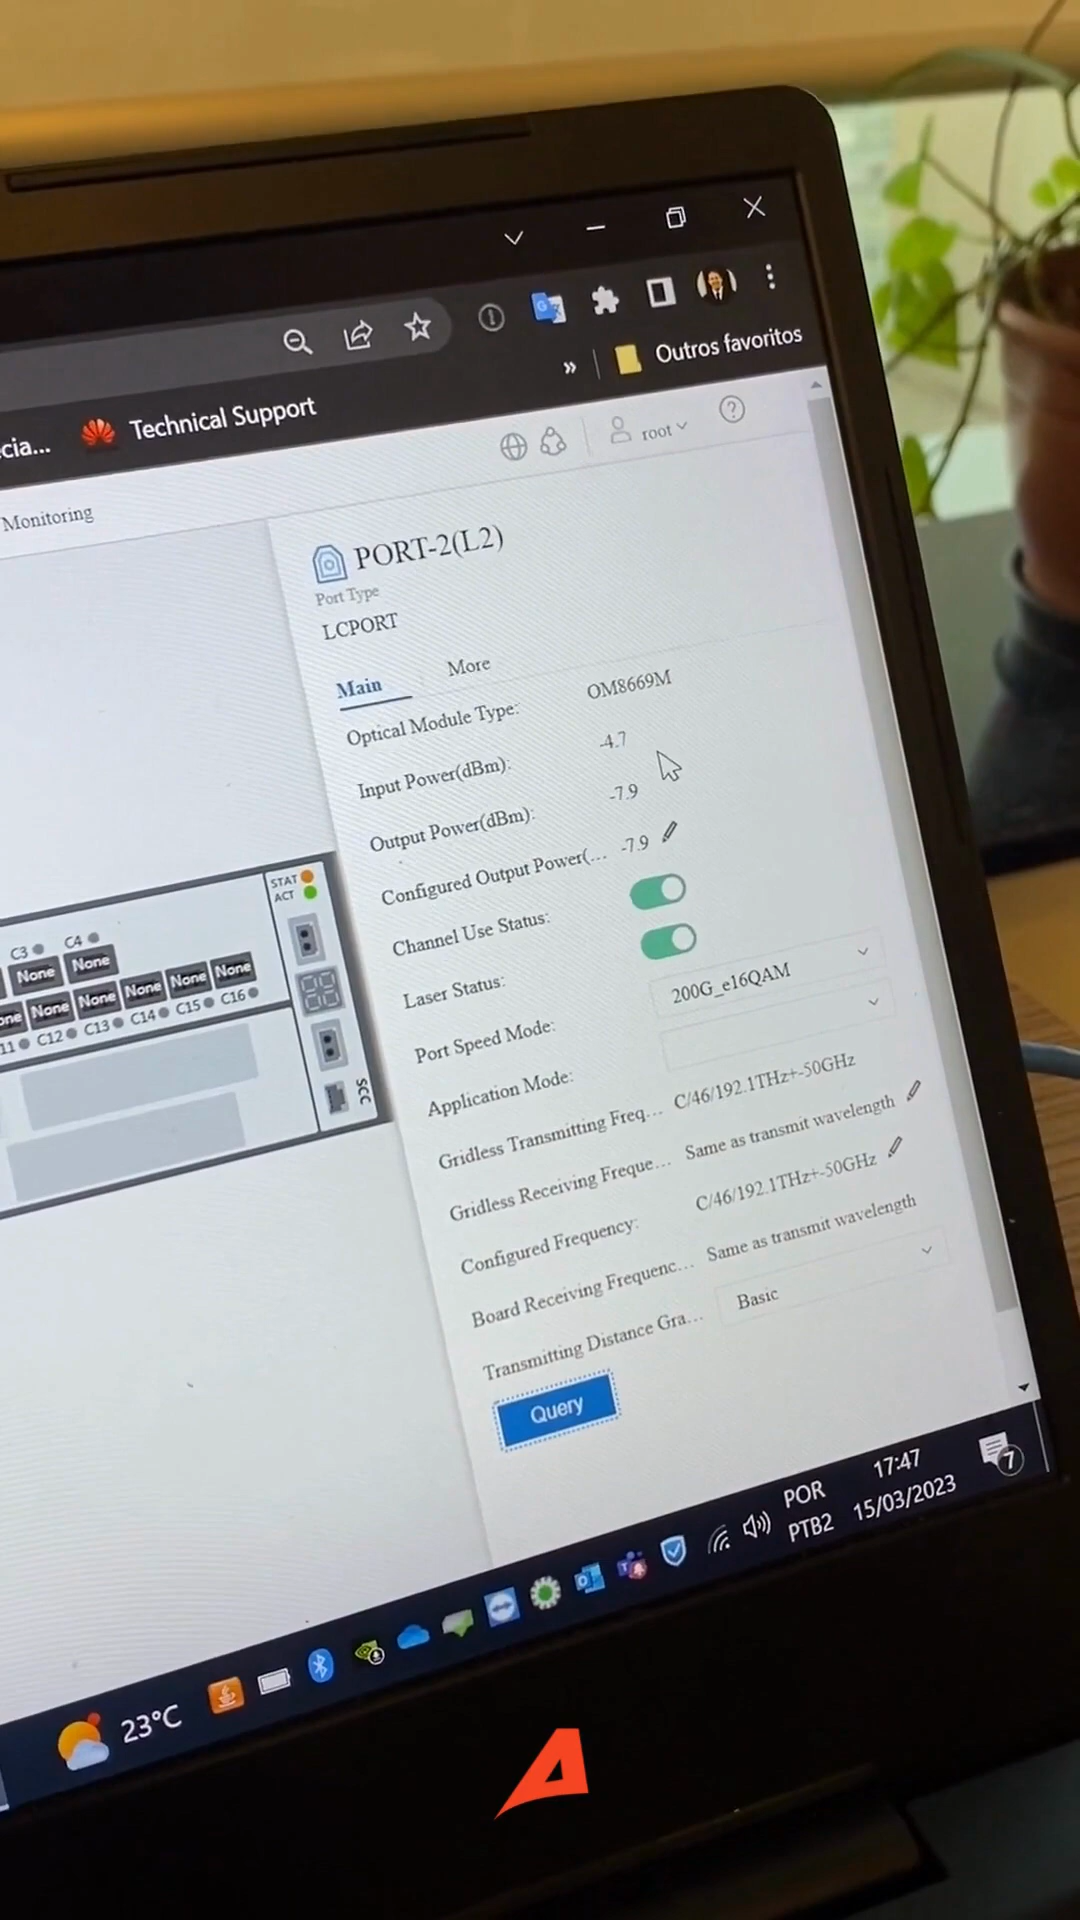 Outros favoritos
cia...
Technical Support
root
Monitoring
PORT-2(L2)
Port Type
LCPORT
Main
More
Optical Module Type:
OM8669M
Input Power(dBm):
-4.7
Output Power(dBm):
-7.9
Configured Output Power(...
-7.9
Channel Use Status:
Laser Status:
Port Speed Mode:
200G_e16QAM
Application Mode:
Gridless Transmitting Freq...
C/46/192.1THz+-50GHz
Gridless Receiving Freque...
Same as transmit wavelength
Configured Frequency:
C/46/192.1THz+-50GHz
Board Receiving Frequenc...
Same as transmit wavelength
Transmitting Distance Gra...
Basic
Query
STAT
ACT
C3
C4
None
None
one
None
None
None
None
None
11
C12
C13
C14
C15
C16
SCC
23°C
POR
PTB2
17:47
15/03/2023
7